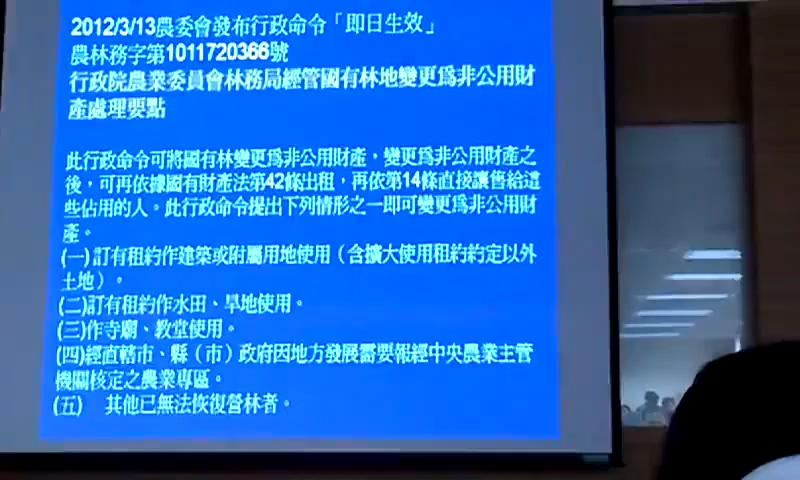 2012/3/13農委會發布行政命令「即日生效」
農林務字第1011720366號
行政院農業委員會林務局經管國有林地變更為非公用財
產處理要點
此行政命令可將國有林變更為非公用財產，變更為非公用財產之
後，可再依據國有財產法第42條出租，再依第14條直接讓售給這
些佔用的人。此行政命令提出下列情形之一即可變更為非公用財
產。
(一) 訂有租約作建築或附屬用地使用（含擴大使用租約約定以外
土地）。
(二)訂有租約作水田、旱地使用。
(三)作寺廟、教堂使用。
(四)經直轄市、縣（市）政府因地方發展需要報經中央農業主管
機關核定之農業專區。
(五)　其他已無法恢復營林者。